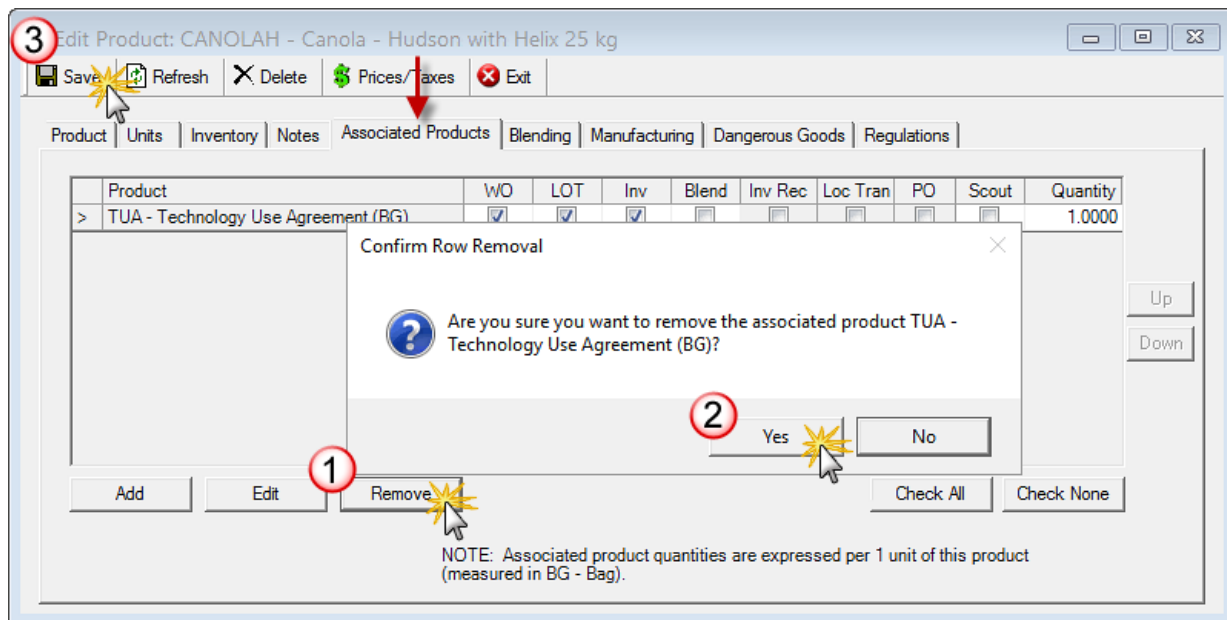 3
Edit Product: CANOLAH - Canola - Hudson with Helix 25 kg
Save Refresh Delete Prices/Taxes Exit
Product Units Inventory Notes Associated Products Blending Manufacturing Dangerous Goods Regulations
Product WO LOT Inv Blend Inv Rec Loc Tran PO Scout Quantity
> TUA - Technology Use Agreement (BG) 1.0000
Confirm Row Removal
Are you sure you want to remove the associated product TUA -
Technology Use Agreement (BG)?
Up
Down
2
Yes No
1
Add Edit Remove Check All Check None
NOTE: Associated product quantities are expressed per 1 unit of this product
(measured in BG - Bag).